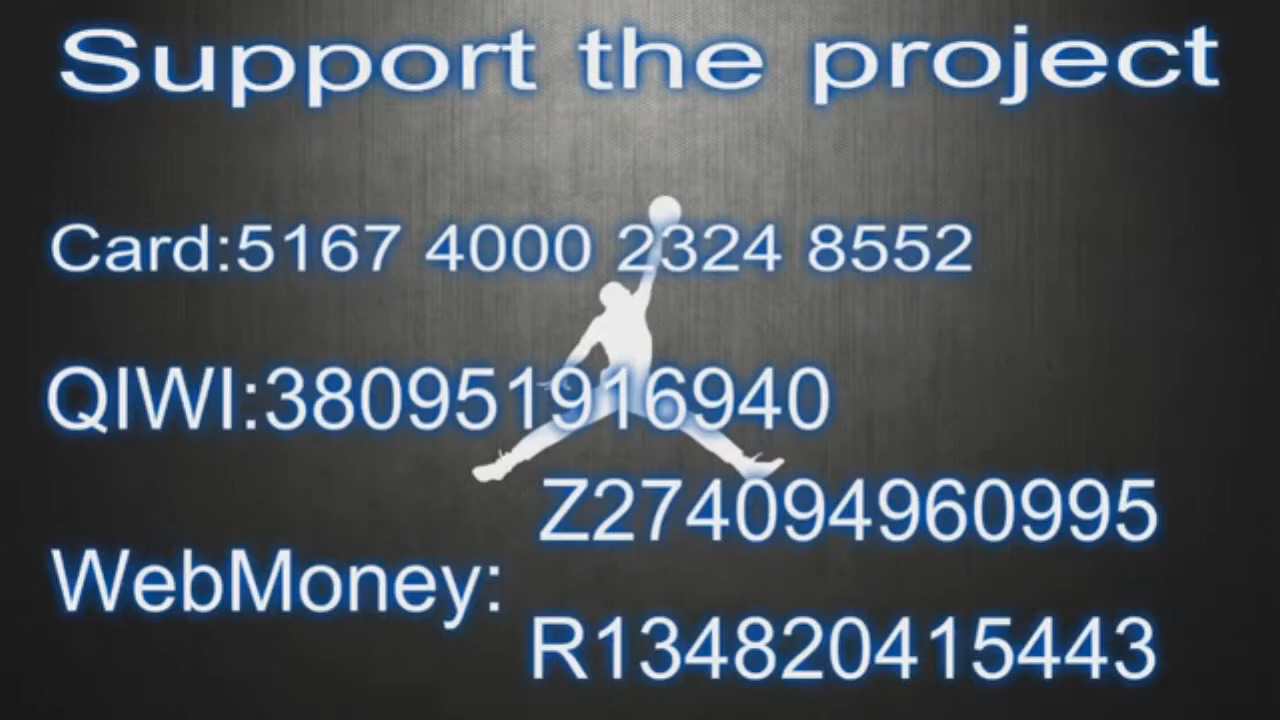 Support the project
Card:5167 4000 2324 8552
QIWI:380951916940
Z274094960995
WebMoney:
R134820415443